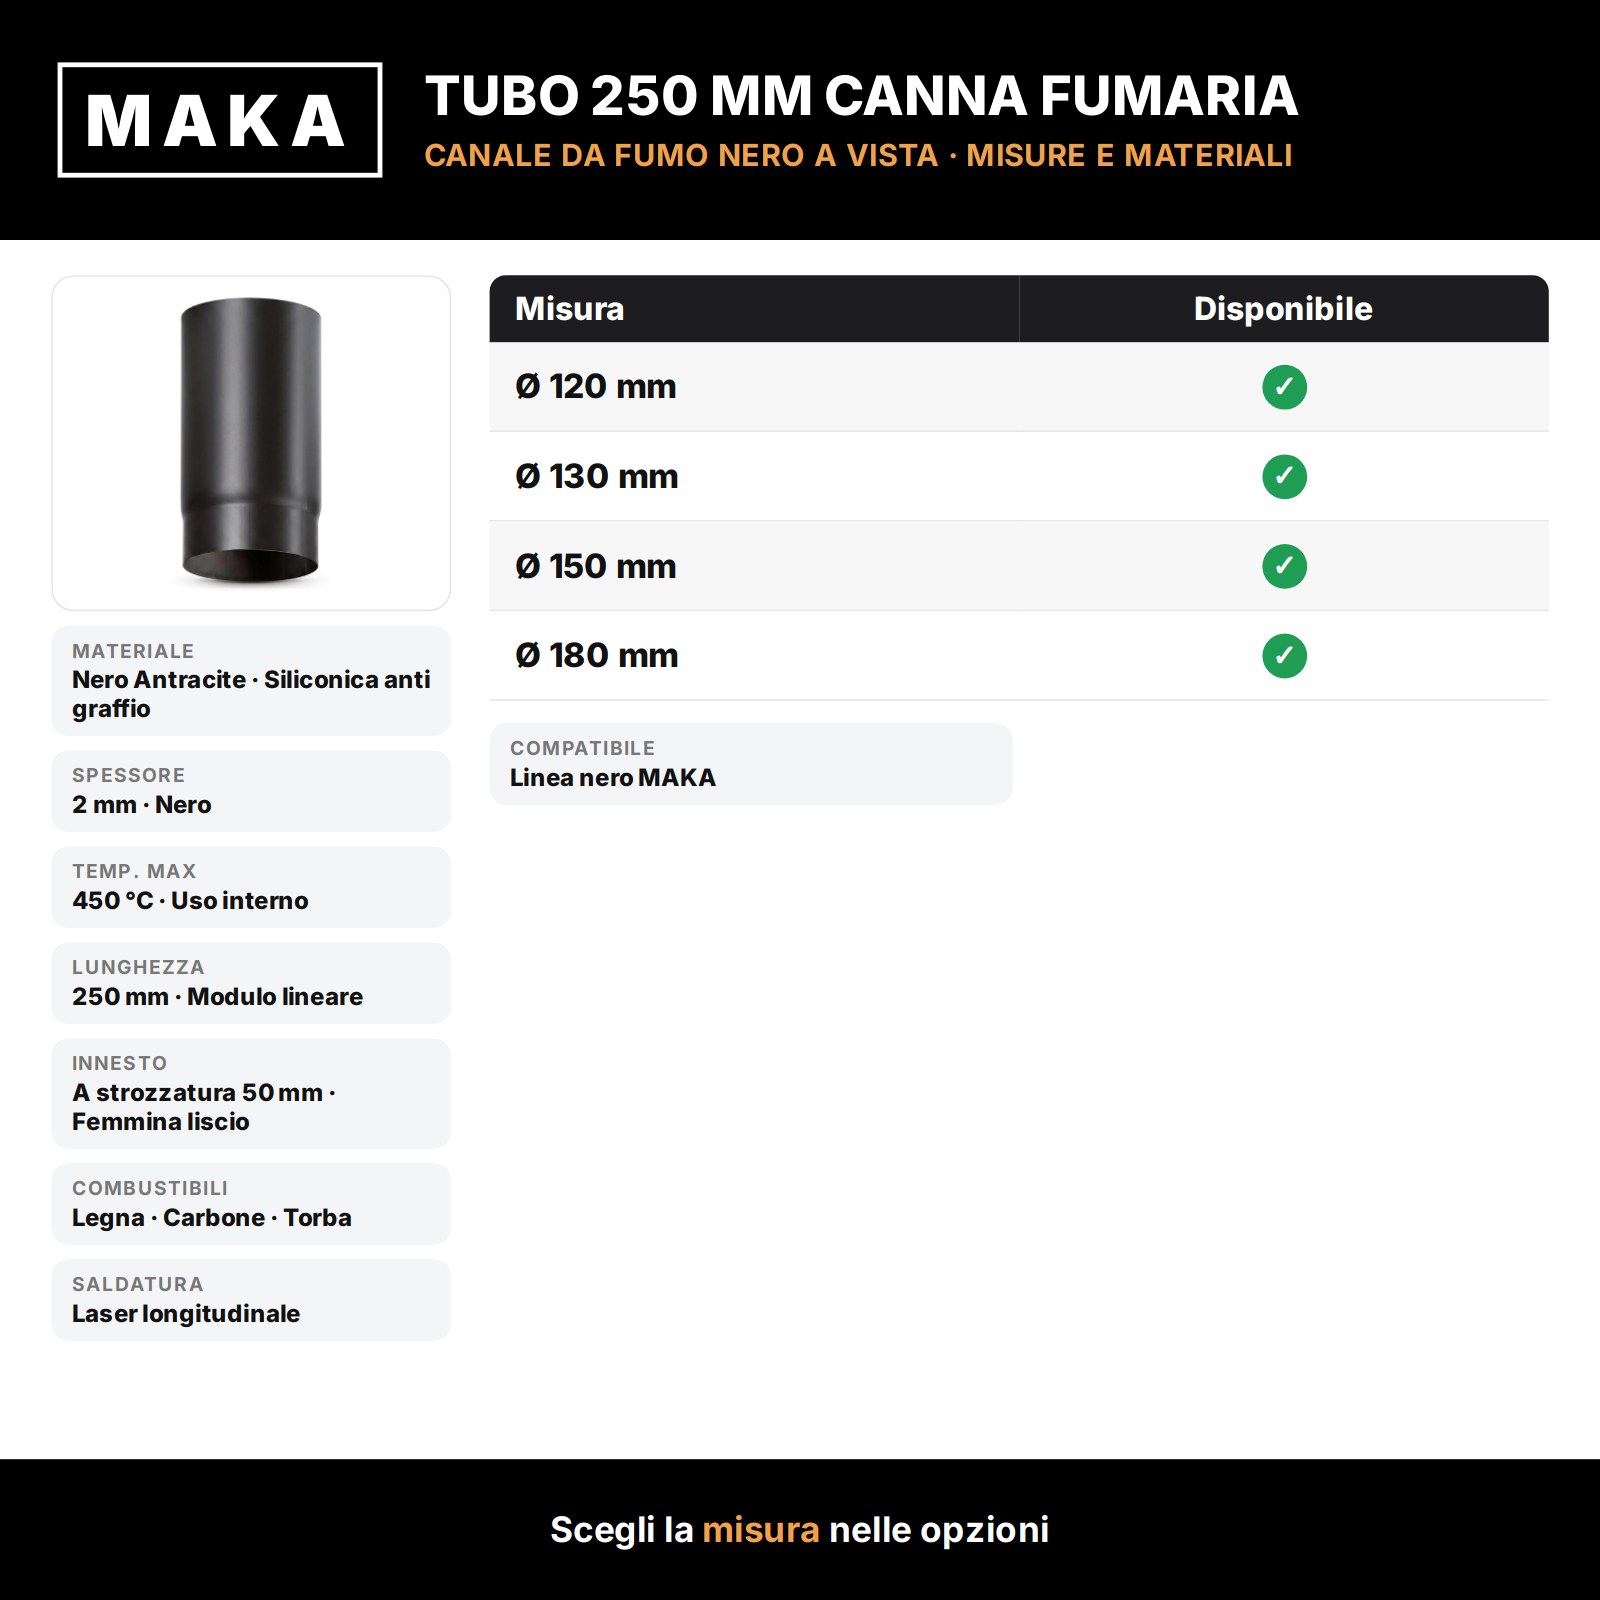 MAKA
TUBO 250 MM CANNA FUMARIA
CANALE DA FUMO NERO A VISTA · MISURE E MATERIALI
MATERIALE
Nero Antracite · Siliconica anti
graffio
SPESSORE
2 mm · Nero
TEMP. MAX
450 °C · Uso interno
LUNGHEZZA
250 mm · Modulo lineare
INNESTO
A strozzatura 50 mm ·
Femmina liscio
COMBUSTIBILI
Legna · Carbone · Torba
SALDATURA
Laser longitudinale
Misura Disponibile
Ø 120 mm ✓
Ø 130 mm ✓
Ø 150 mm ✓
Ø 180 mm ✓
COMPATIBILE
Linea nero MAKA
Scegli la misura nelle opzioni